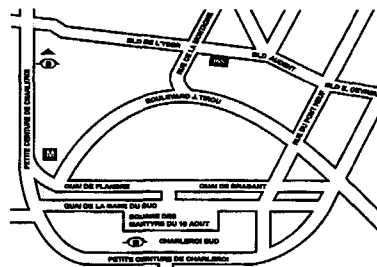 BLD DE L'YSER
RUE DE LA MONTAGNE
BLD AUDENT
BLD S. DEVREUX
PETITE CEINTURE DE CHARLEROI
BOULEVARD J. TIROU
RUE DU PONT NEUF
M
QUAI DE FLANDRE
QUAI DE BRABANT
QUAI DE LA GARE DU SUD
SQUARE DES
MARTYRS DU 18 AOUT
B
CHARLEROI SUD
PETITE CEINTURE DE CHARLEROI